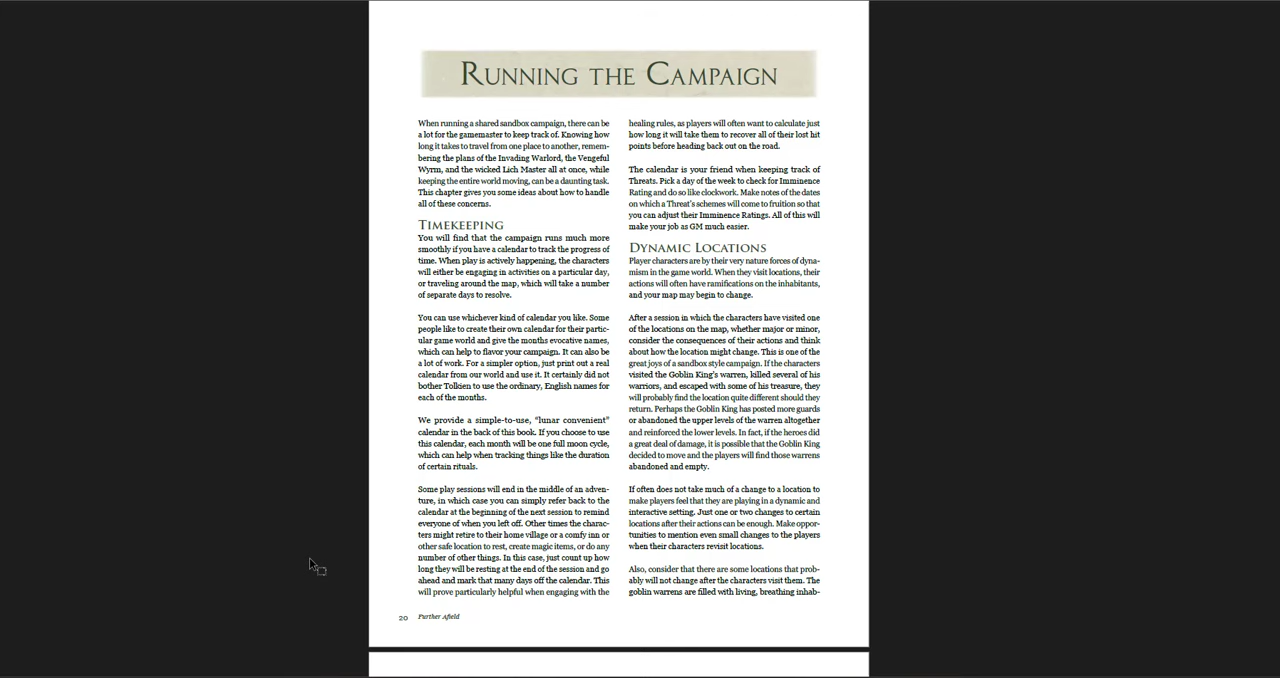 Running the Campaign
When running a shared sandbox campaign, there can be
a lot for the gamemaster to keep track of. Knowing how
long it takes to travel from one place to another, remem-
bering the plans of the Invading Warlord, the Vengeful
Wyrm, and the wicked Lich Master all at once, while
keeping the entire world moving, can be a daunting task.
This chapter gives you some ideas about how to handle
all of these concerns.
Timekeeping
You will find that the campaign runs much more
smoothly if you have a calendar to track the progress of
time. When play is actively happening, the characters
will either be engaging in activities on a particular day,
or traveling around the map, which will take a number
of separate days to resolve.
You can use whichever kind of calendar you like. Some
people like to create their own calendar for their partic-
ular game world and give the months evocative names,
which can help to flavor your campaign. It can also be
a lot of work. For a simpler option, just print out a real
calendar from our world and use it. It certainly did not
bother Tolkien to use the ordinary, English names for
each of the months.
We provide a simple-to-use, “lunar convenient”
calendar in the back of this book. If you choose to use
this calendar, each month will be one full moon cycle,
which can help when tracking things like the duration
of certain rituals.
Some play sessions will end in the middle of an adven-
ture, in which case you can simply refer back to the
calendar at the beginning of the next session to remind
everyone of when you left off. Other times the charac-
ters might retire to their home village or a comfy inn or
other safe location to rest, create magic items, or do any
number of other things. In this case, just count up how
long they will be resting at the end of the session and go
ahead and mark that many days off the calendar. This
will prove particularly helpful when engaging with the
healing rules, as players will often want to calculate just
how long it will take them to recover all of their lost hit
points before heading back out on the road.
The calendar is your friend when keeping track of
Threats. Pick a day of the week to check for Imminence
Rating and do so like clockwork. Make notes of the dates
on which a Threat’s schemes will come to fruition so that
you can adjust their Imminence Ratings. All of this will
make your job as GM much easier.
Dynamic Locations
Player characters are by their very nature forces of dyna-
mism in the game world. When they visit locations, their
actions will often have ramifications on the inhabitants,
and your map may begin to change.
After a session in which the characters have visited one
of the locations on the map, whether major or minor,
consider the consequences of their actions and think
about how the location might change. This is one of the
great joys of a sandbox style campaign. If the characters
visited the Goblin King’s warren, killed several of his
warriors, and escaped with some of his treasure, they
will probably find the location quite different should they
return. Perhaps the Goblin King has posted more guards
or abandoned the upper levels of the warren altogether
and reinforced the lower levels. In fact, if the heroes did
a great deal of damage, it is possible that the Goblin King
decided to move and the players will find those warrens
abandoned and empty.
If often does not take much of a change to a location to
make players feel that they are playing in a dynamic and
interactive setting. Just one or two changes to certain
locations after their actions can be enough. Make oppor-
tunities to mention even small changes to the players
when their characters revisit locations.
Also, consider that there are some locations that prob-
ably will not change after the characters visit them. The
goblin warrens are filled with living, breathing inhab-
20 Further Afield